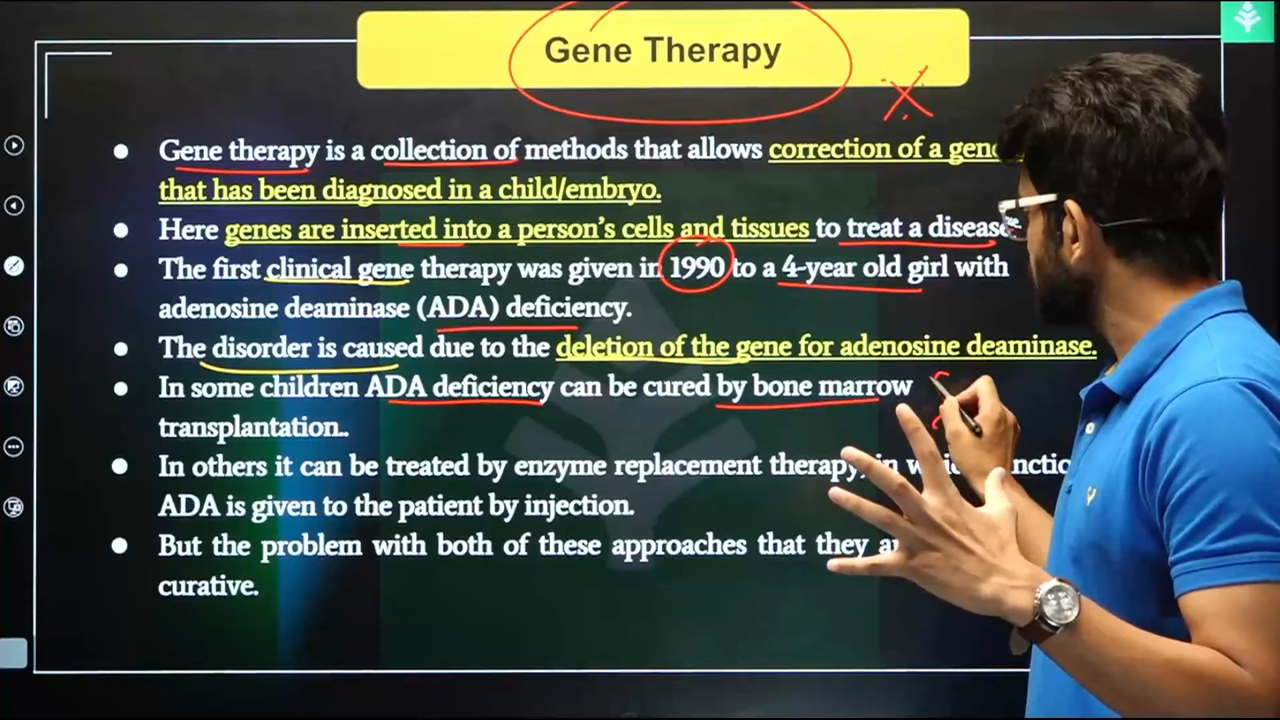 Gene Therapy
Gene therapy is a collection of methods that allows correction of a gene
that has been diagnosed in a child/embryo.
Here genes are inserted into a person's cells and tissues to treat a disease
The first clinical gene therapy was given in 1990 to a 4-year old girl with
adenosine deaminase (ADA) deficiency.
The disorder is caused due to the deletion of the gene for adenosine deaminase.
In some children ADA deficiency can be cured by bone marrow
transplantation..
In others it can be treated by enzyme replacement therapy, in
ADA is given to the patient by injection.
But the problem with both of these approaches that they
curative.